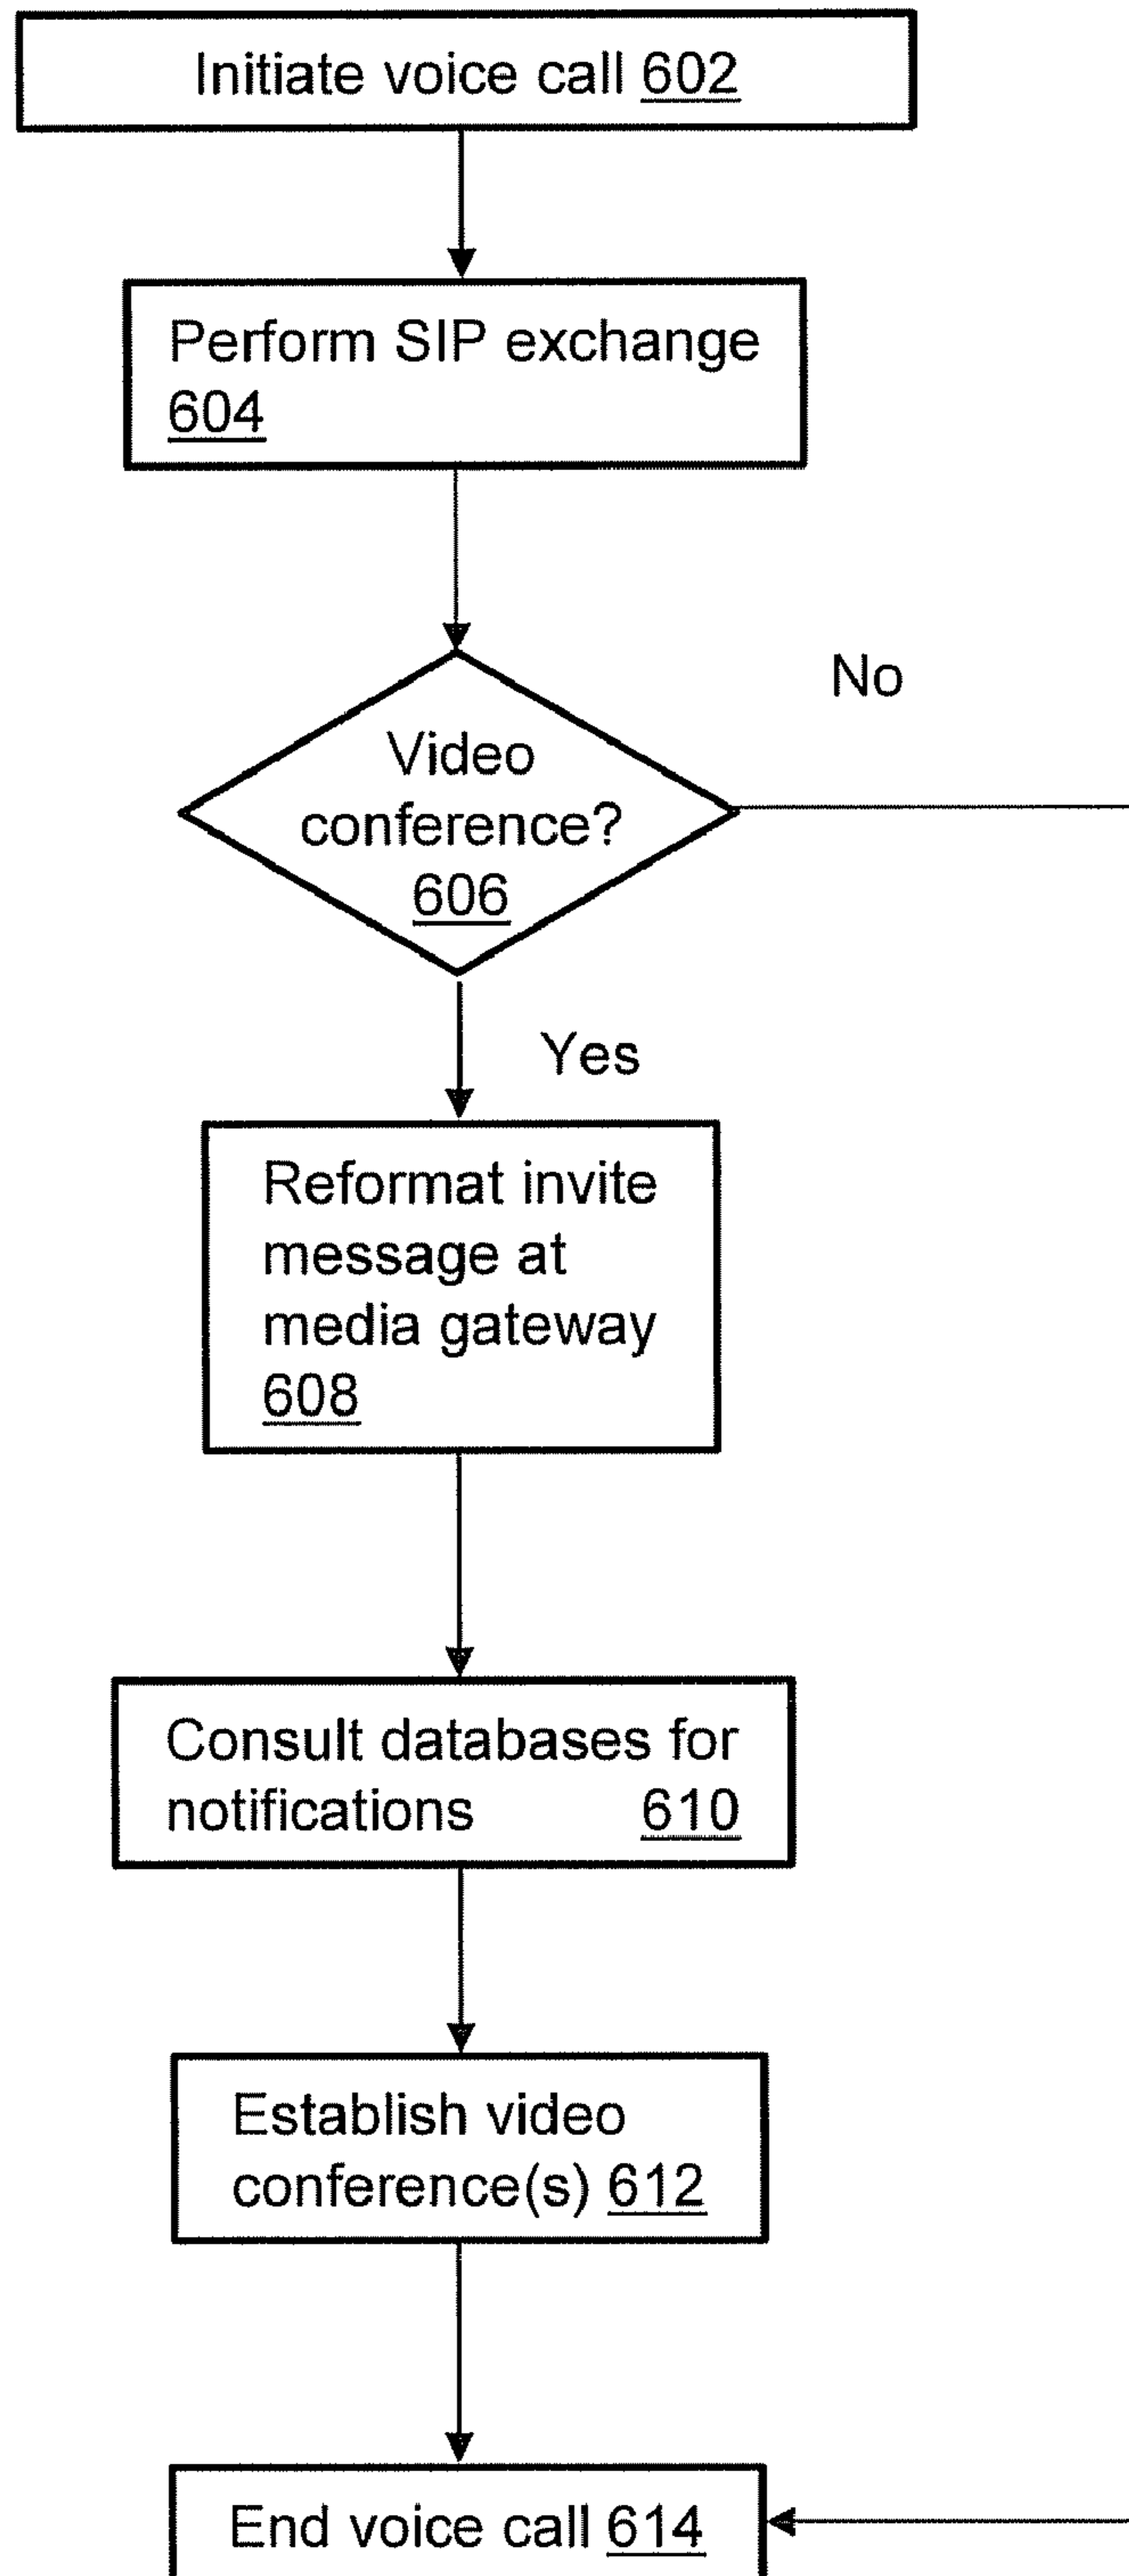 Initiate voice call 602
Perform SIP exchange
604
No
Video
conference?
606
Yes
Reformat invite
message at
media gateway
608
Consult databases for
notifications 610
Establish video
conference(s) 612
End voice call 614